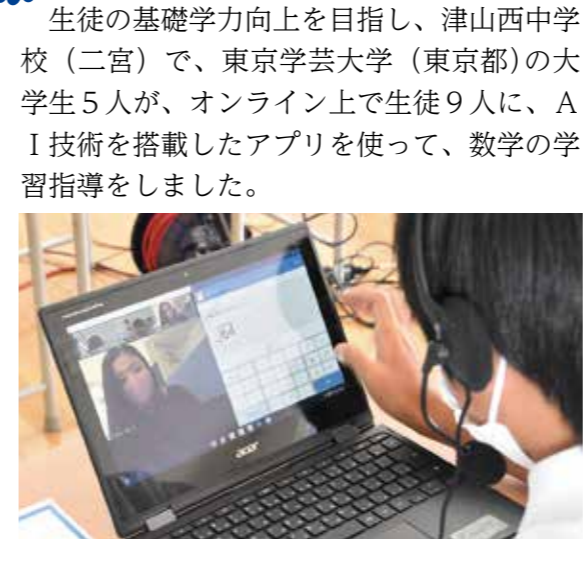 生徒の基礎学力向上を目指し、津山西中学
校（二宮）で、東京学芸大学（東京都）の大
学生５人が、オンライン上で生徒９人に、Ａ
Ｉ技術を搭載したアプリを使って、数学の学
習指導をしました。
acer